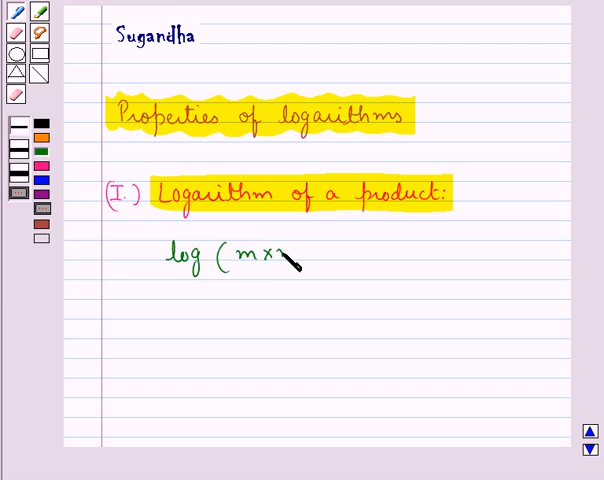 Sugandha
Properties of logarithms
(I.) Logarithm of a product:
log ( m ×